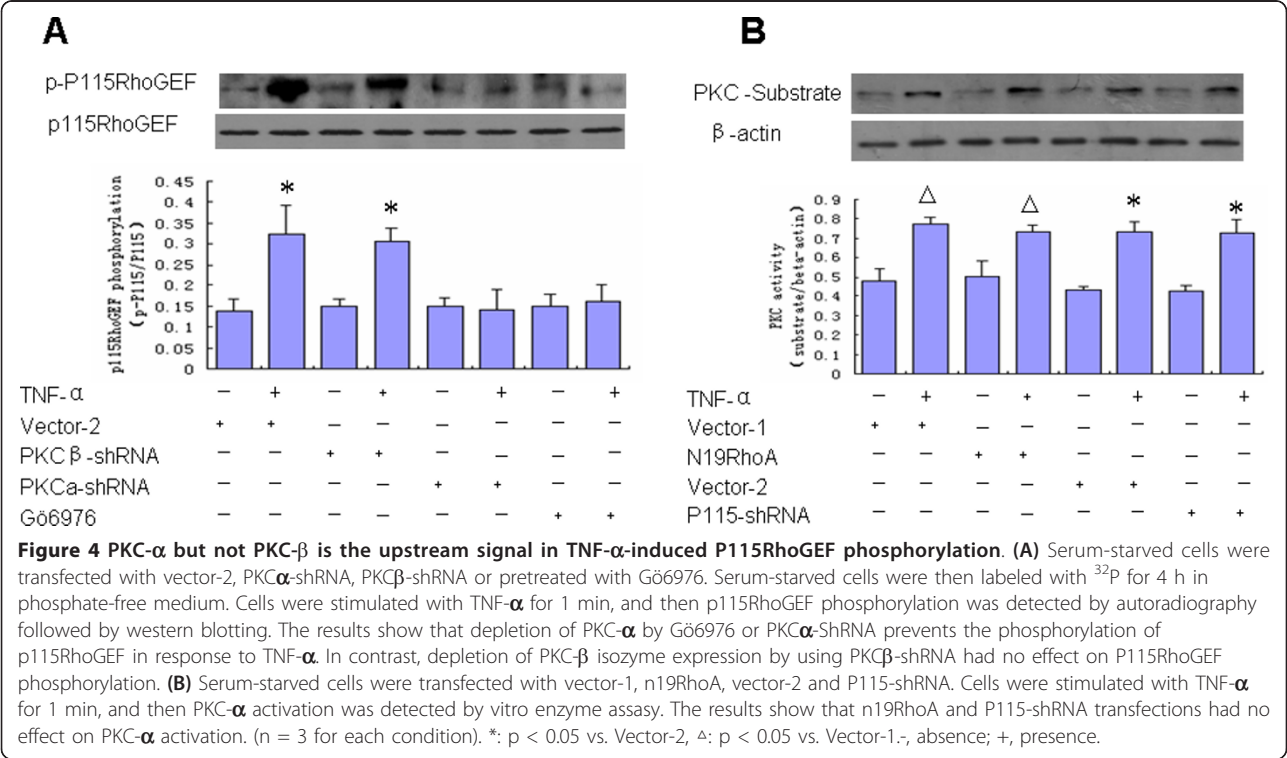 A
B
p-P115RhoGEF
p115RhoGEF
PKC -Substrate
β -actin
p115RhoGEF phosphorylation
( p-P115/P115 )
0. 45
0. 4
0. 35
0. 3
0. 25
0. 2
0. 15
0. 1
0. 05
0
* *
PKC activity
( substrate/beta-actin )
0. 9
0. 8
0. 7
0. 6
0. 5
0. 4
0. 3
0. 2
0. 1
0
△ △ * *
TNF-α − + − + − + − +
Vector-2 + + − − − − − −
PKC β -shRNA − − + + − − − −
PKCa-shRNA − − − − + + − −
Gö6976 − − − − − − + +
TNF-α − + − + − + − +
Vector-1 + + − − − − − −
N19RhoA − − + + − − − −
Vector-2 − − − − + + − −
P115-shRNA − − − − − − + +
Figure 4 PKC-α but not PKC-β is the upstream signal in TNF-α-induced P115RhoGEF phosphorylation. (A) Serum-starved cells were
transfected with vector-2, PKCα-shRNA, PKCβ-shRNA or pretreated with Gö6976. Serum-starved cells were then labeled with ³²P for 4 h in
phosphate-free medium. Cells were stimulated with TNF-α for 1 min, and then p115RhoGEF phosphorylation was detected by autoradiography
followed by western blotting. The results show that depletion of PKC-α by Gö6976 or PKCα-ShRNA prevents the phosphorylation of
p115RhoGEF in response to TNF-α. In contrast, depletion of PKC-β isozyme expression by using PKCβ-shRNA had no effect on P115RhoGEF
phosphorylation. (B) Serum-starved cells were transfected with vector-1, n19RhoA, vector-2 and P115-shRNA. Cells were stimulated with TNF-α
for 1 min, and then PKC-α activation was detected by vitro enzyme assay. The results show that n19RhoA and P115-shRNA transfections had no
effect on PKC-α activation. (n = 3 for each condition). *: p < 0.05 vs. Vector-2, △: p < 0.05 vs. Vector-1.-, absence; +, presence.